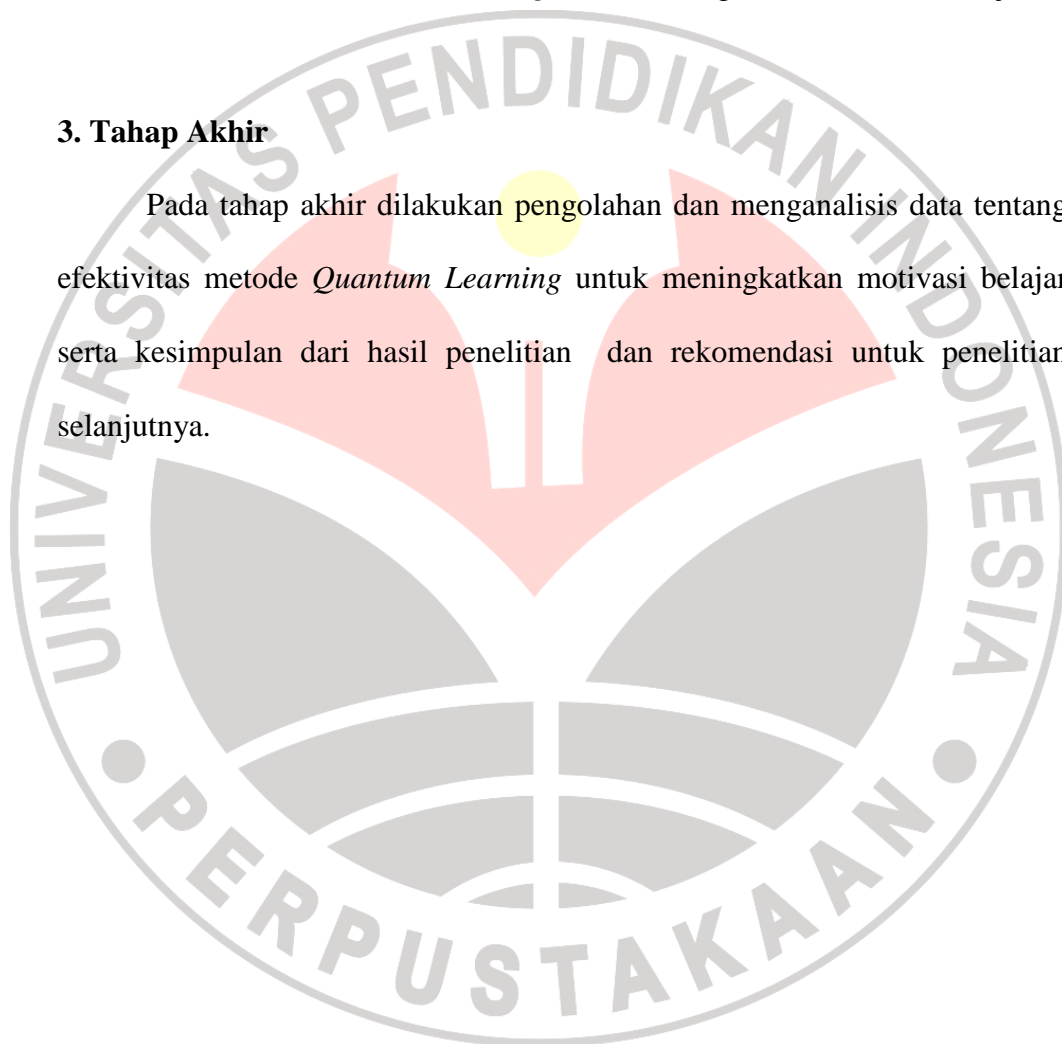 3. Tahap Akhir
Pada tahap akhir dilakukan pengolahan dan menganalisis data tentang
efektivitas metode Quantum Learning untuk meningkatkan motivasi belajar
serta kesimpulan dari hasil penelitian dan rekomendasi untuk penelitian
selanjutnya.
UNIVERSITAS PENDIDIKAN INDONESIA
PERPUSTAKAAN